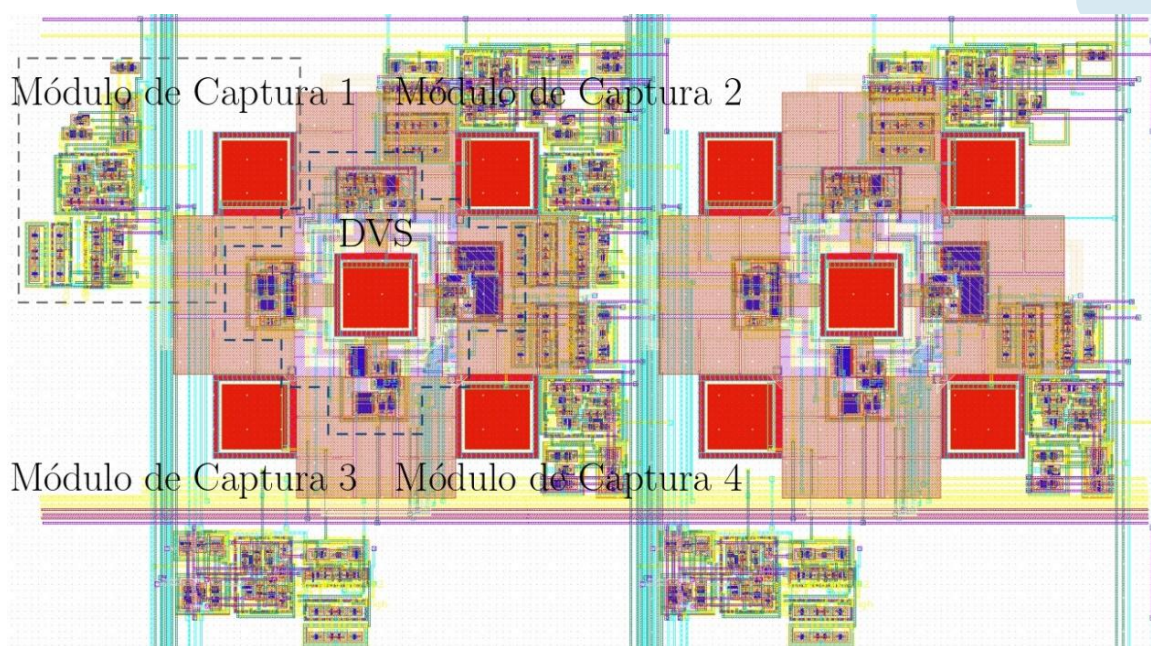 Módulo de Captura 1
Módulo de Captura 2
DVS
Módulo de Captura 3
Módulo de Captura 4